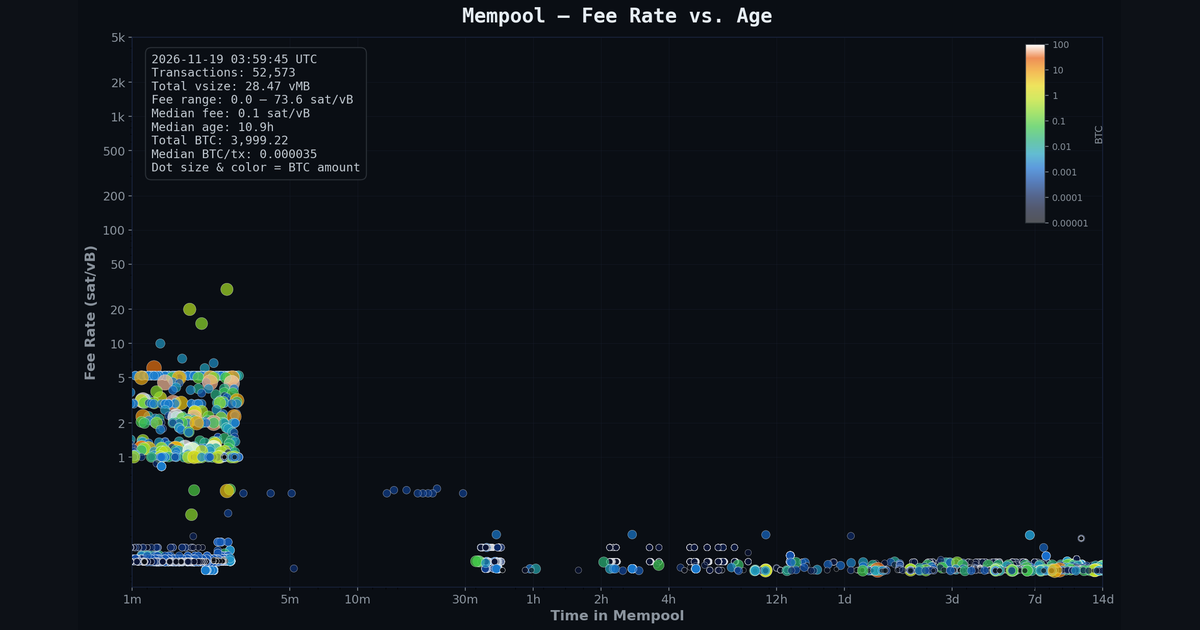 Mempool — Fee Rate vs. Age
2026-11-19 03:59:45 UTC
Transactions: 52,573
Total vsize: 28.47 vMB
Fee range: 0.0 — 73.6 sat/vB
Median fee: 0.1 sat/vB
Median age: 10.9h
Total BTC: 3,999.22
Median BTC/tx: 0.000035
Dot size & color = BTC amount
Fee Rate (sat/vB)
5k
2k
1k
500
200
100
50
20
10
5
2
1
100
10
1
0.1
0.01
0.001
0.0001
0.00001
BTC
1m
5m
10m
30m
1h
2h
4h
12h
1d
3d
7d
14d
Time in Mempool